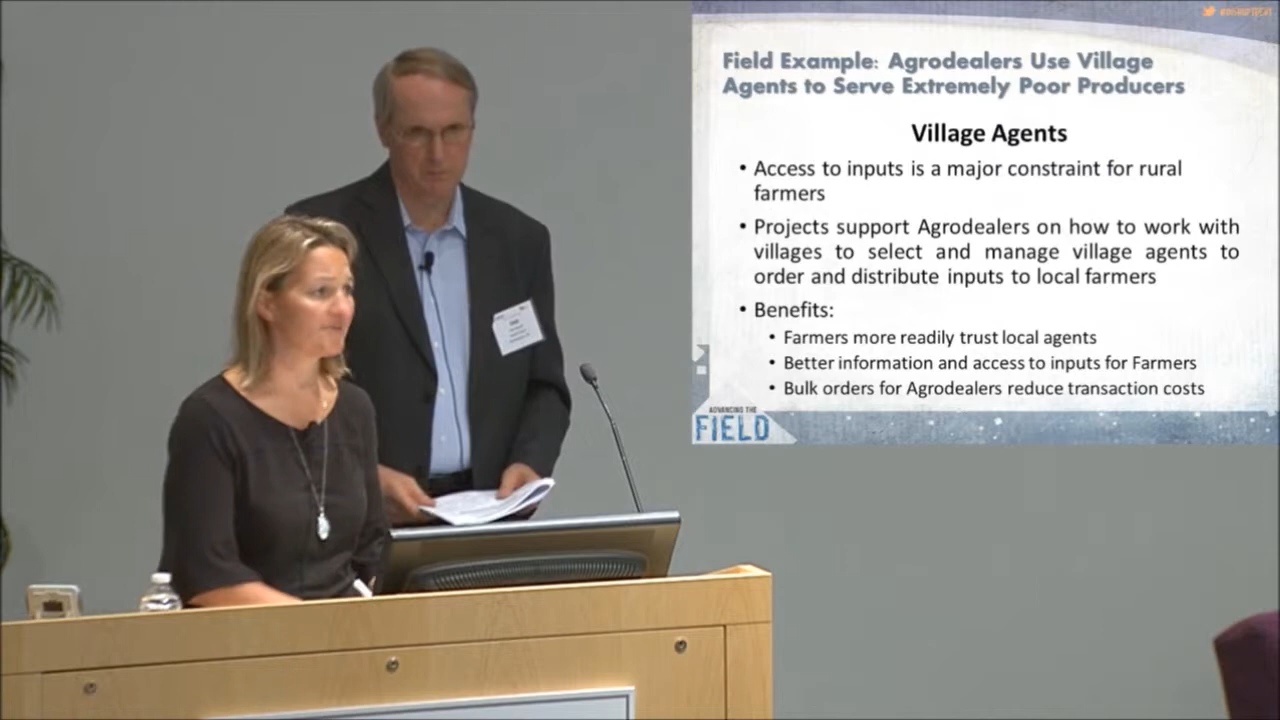 Field Example: Agrodealers Use Village
Agents to Serve Extremely Poor Producers
Village Agents
• Access to inputs is a major constraint for rural
farmers
• Projects support Agrodealers on how to work with
villages to select and manage village agents to
order and distribute inputs to local farmers
• Benefits:
• Farmers more readily trust local agents
• Better information and access to inputs for Farmers
• Bulk orders for Agrodealers reduce transaction costs
ADVANCING THE
FIELD